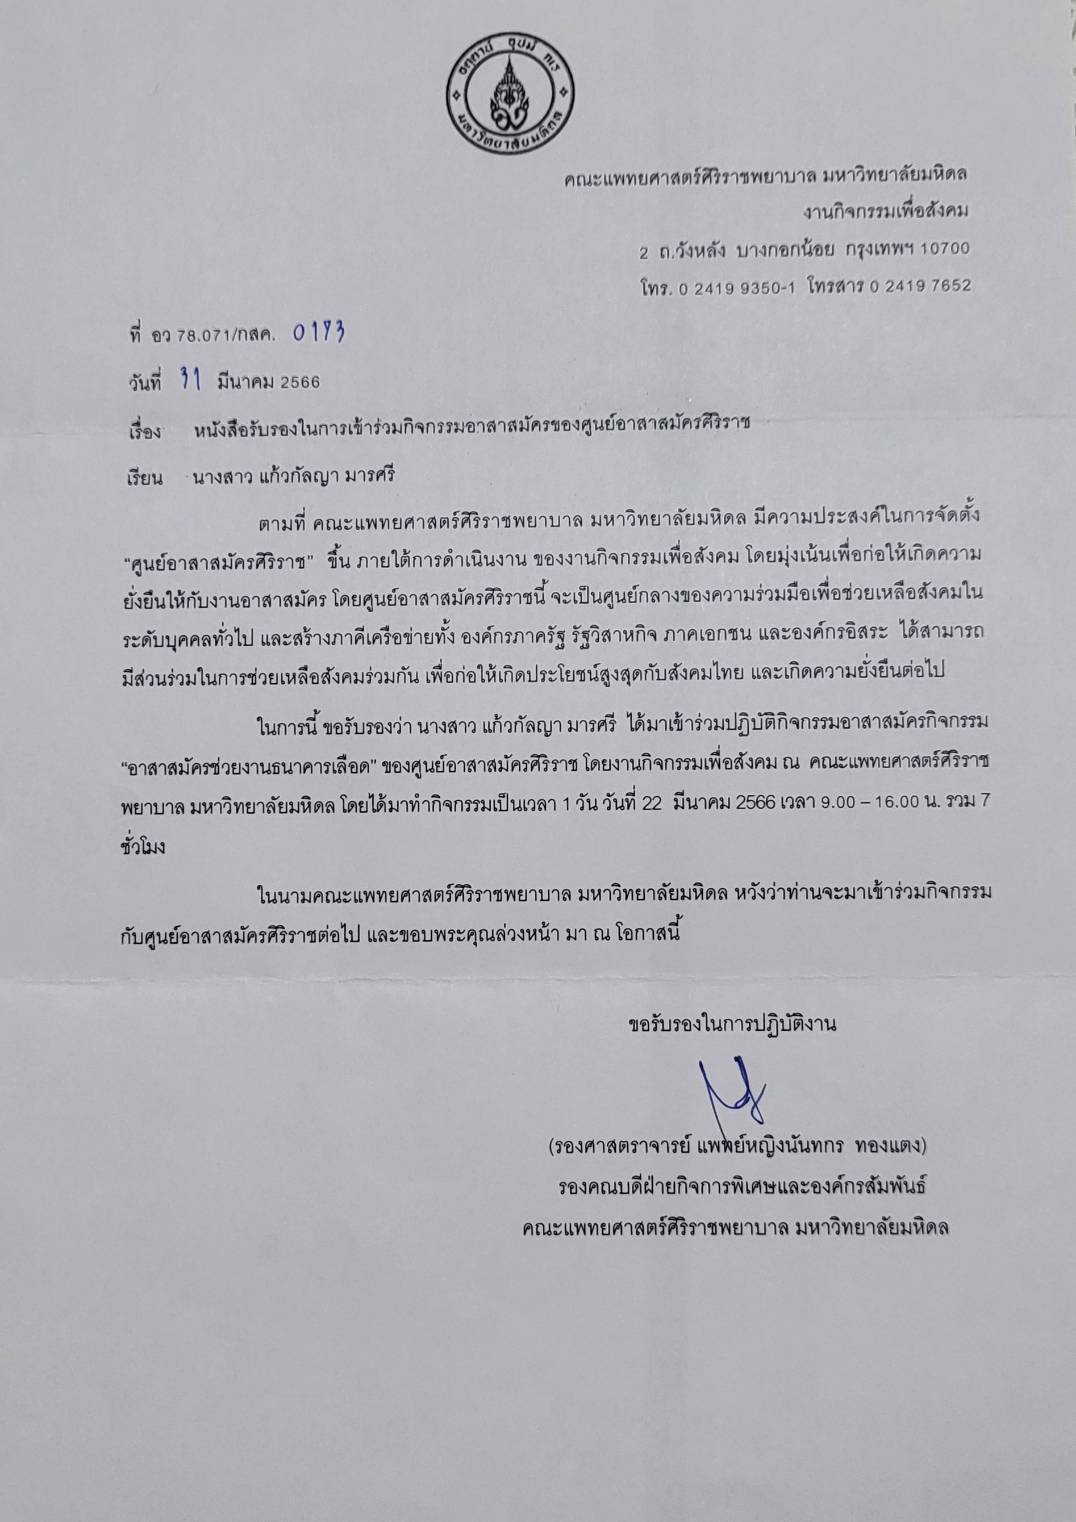 อตฺตานํ อุปมํ กเร
มหาวิทยาลัยมหิดล
คณะแพทยศาสตร์ศิริราชพยาบาล มหาวิทยาลัยมหิดล
งานกิจกรรมเพื่อสังคม
2 ถ.วังหลัง บางกอกน้อย กรุงเทพฯ 10700
โทร. 0 2419 9350-1 โทรสาร 0 2419 7652
ที่ อว 78.071/กสค. 0173
วันที่ 31 มีนาคม 2566
เรื่อง หนังสือรับรองในการเข้าร่วมกิจกรรมอาสาสมัครของศูนย์อาสาสมัครศิริราช
เรียน นางสาว แก้วกัลญา มารศรี
ตามที่ คณะแพทยศาสตร์ศิริราชพยาบาล มหาวิทยาลัยมหิดล มีความประสงค์ในการจัดตั้ง
“ศูนย์อาสาสมัครศิริราช” ขึ้น ภายใต้การดำเนินงาน ของงานกิจกรรมเพื่อสังคม โดยมุ่งเน้นเพื่อก่อให้เกิดความ
ยั่งยืนให้กับงานอาสาสมัคร โดยศูนย์อาสาสมัครศิริราชนี้ จะเป็นศูนย์กลางของความร่วมมือเพื่อช่วยเหลือสังคมใน
ระดับบุคคลทั่วไป และสร้างภาคีเครือข่ายทั้ง องค์กรภาครัฐ รัฐวิสาหกิจ ภาคเอกชน และองค์กรอิสระ ได้สามารถ
มีส่วนร่วมในการช่วยเหลือสังคมร่วมกัน เพื่อก่อให้เกิดประโยชน์สูงสุดกับสังคมไทย และเกิดความยั่งยืนต่อไป
ในการนี้ ขอรับรองว่า นางสาว แก้วกัลญา มารศรี ได้มาเข้าร่วมปฏิบัติกิจกรรมอาสาสมัครกิจกรรม
“อาสาสมัครช่วยงานธนาคารเลือด” ของศูนย์อาสาสมัครศิริราช โดยงานกิจกรรมเพื่อสังคม ณ คณะแพทยศาสตร์ศิริราช
พยาบาล มหาวิทยาลัยมหิดล โดยได้มาทำกิจกรรมเป็นเวลา 1 วัน วันที่ 22 มีนาคม 2566 เวลา 9.00 – 16.00 น. รวม 7
ชั่วโมง
ในนามคณะแพทยศาสตร์ศิริราชพยาบาล มหาวิทยาลัยมหิดล หวังว่าท่านจะมาเข้าร่วมกิจกรรม
กับศูนย์อาสาสมัครศิริราชต่อไป และขอบพระคุณล่วงหน้า มา ณ โอกาสนี้
ขอรับรองในการปฏิบัติงาน
(รองศาสตราจารย์ แพทย์หญิงนันทกร ทองแตง)
รองคณบดีฝ่ายกิจการพิเศษและองค์กรสัมพันธ์
คณะแพทยศาสตร์ศิริราชพยาบาล มหาวิทยาลัยมหิดล